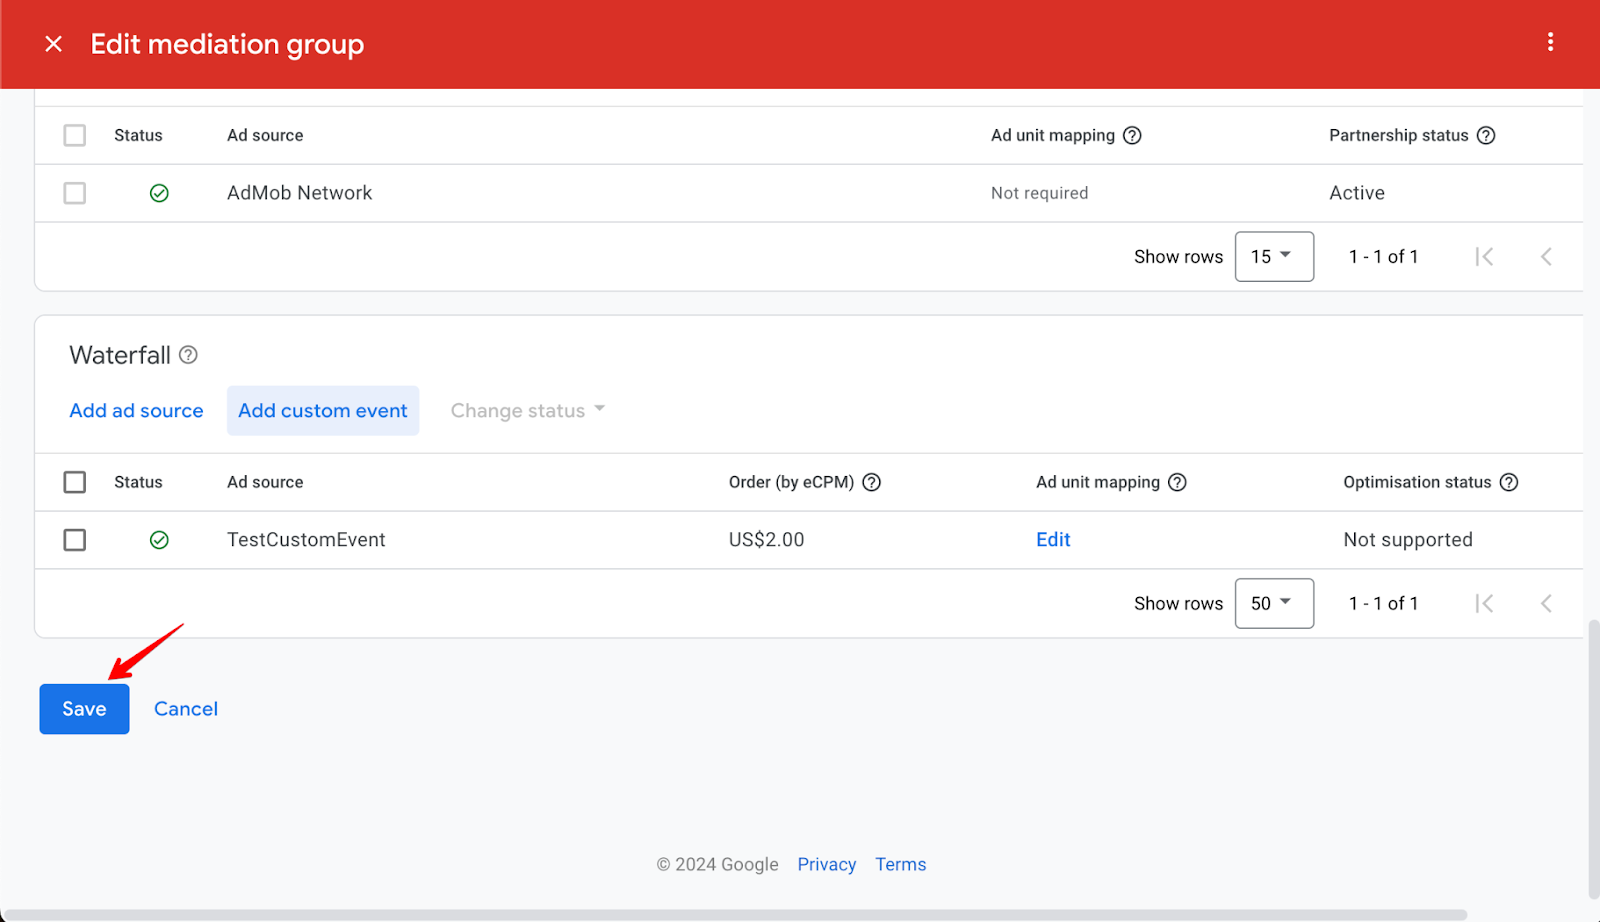 Edit mediation group
Status Ad source Ad unit mapping Partnership status
AdMob Network Not required Active
Show rows 15 1 - 1 of 1
Waterfall
Add ad source Add custom event Change status
Status Ad source Order (by eCPM) Ad unit mapping Optimisation status
TestCustomEvent US$2.00 Edit Not supported
Show rows 50 1 - 1 of 1
Save Cancel
© 2024 Google Privacy Terms